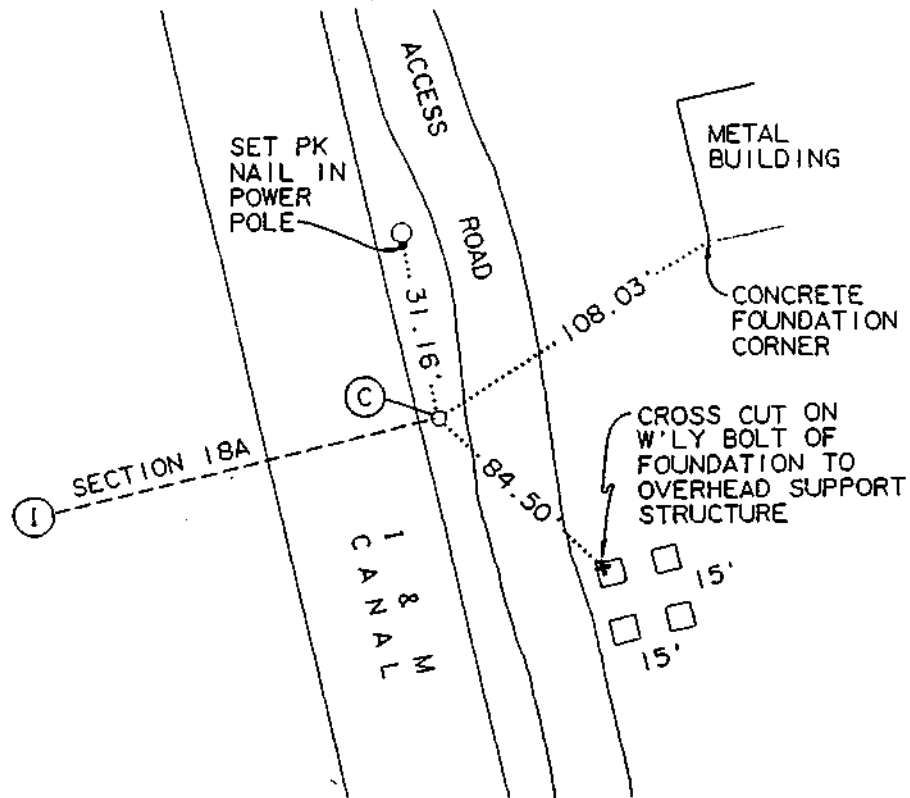 ACCESS
ROAD
SET PK
NAIL IN
POWER
POLE
METAL
BUILDING
31.16'
108.03'
CONCRETE
FOUNDATION
CORNER
C
CROSS CUT ON
W'LY BOLT OF
FOUNDATION TO
OVERHEAD SUPPORT
STRUCTURE
SECTION 18A
84.50'
I
I & M
CANAL
15'
15'